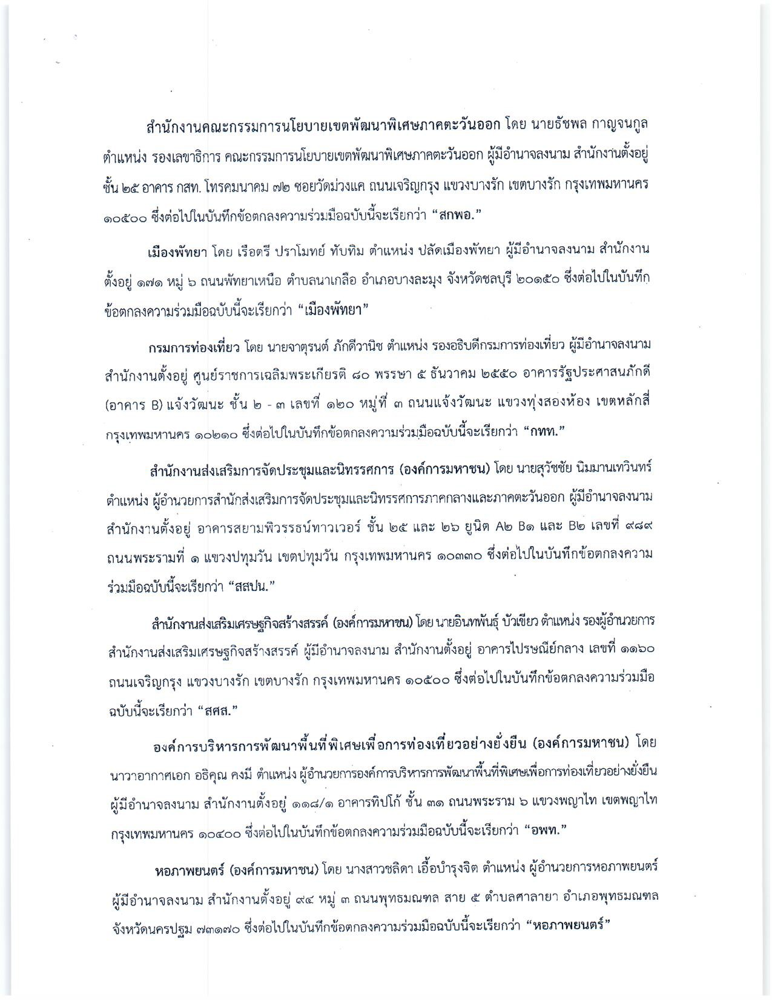 สำนักงานคณะกรรมการนโยบายเขตพัฒนาพิเศษภาคตะวันออก โดย นายธัชพล กาญจนกูล
ตำแหน่ง รองเลขาธิการ คณะกรรมการนโยบายเขตพัฒนาพิเศษภาคตะวันออก ผู้มีอำนาจลงนาม สำนักงานตั้งอยู่
ชั้น ๒๕ อาคาร กสท. โทรคมนาคม ๗๒ ซอยวัดม่วงแค ถนนเจริญกรุง แขวงบางรัก เขตบางรัก กรุงเทพมหานคร
๑๐๕๐๐ ซึ่งต่อไปในบันทึกข้อตกลงความร่วมมือฉบับนี้จะเรียกว่า “สกพอ.”
เมืองพัทยา โดย เรือตรี ปราโมทย์ ทับทิม ตำแหน่ง ปลัดเมืองพัทยา ผู้มีอำนาจลงนาม สำนักงาน
ตั้งอยู่ ๑๗๑ หมู่ ๖ ถนนพัทยาเหนือ ตำบลนาเกลือ อำเภอบางละมุง จังหวัดชลบุรี ๒๐๑๕๐ ซึ่งต่อไปในบันทึก
ข้อตกลงความร่วมมือฉบับนี้จะเรียกว่า “เมืองพัทยา”
กรมการท่องเที่ยว โดย นายจาตุรนต์ ภักดีวานิช ตำแหน่ง รองอธิบดีกรมการท่องเที่ยว ผู้มีอำนาจลงนาม
สำนักงานตั้งอยู่ ศูนย์ราชการเฉลิมพระเกียรติ ๘๐ พรรษา ๕ ธันวาคม ๒๕๕๐ อาคารรัฐประศาสนภักดี
(อาคาร B) แจ้งวัฒนะ ชั้น ๒ - ๓ เลขที่ ๑๒๐ หมู่ที่ ๓ ถนนแจ้งวัฒนะ แขวงทุ่งสองห้อง เขตหลักสี่
กรุงเทพมหานคร ๑๐๒๑๐ ซึ่งต่อไปในบันทึกข้อตกลงความร่วมมือฉบับนี้จะเรียกว่า “กทท.”
สำนักงานส่งเสริมการจัดประชุมและนิทรรศการ (องค์การมหาชน) โดย นายสุวัชชัย นิมมานเทวินทร์
ตำแหน่ง ผู้อำนวยการสำนักส่งเสริมการจัดประชุมและนิทรรศการภาคกลางและภาคตะวันออก ผู้มีอำนาจลงนาม
สำนักงานตั้งอยู่ อาคารสยามพิวรรธน์ทาวเวอร์ ชั้น ๒๕ และ ๒๖ ยูนิต A๒ B๑ และ B๒ เลขที่ ๙๘๙
ถนนพระรามที่ ๑ แขวงปทุมวัน เขตปทุมวัน กรุงเทพมหานคร ๑๐๓๓๐ ซึ่งต่อไปในบันทึกข้อตกลงความ
ร่วมมือฉบับนี้จะเรียกว่า “สสปน.”
สำนักงานส่งเสริมเศรษฐกิจสร้างสรรค์ (องค์การมหาชน) โดย นายอินทพันธุ์ บัวเขียว ตำแหน่ง รองผู้อำนวยการ
สำนักงานส่งเสริมเศรษฐกิจสร้างสรรค์ ผู้มีอำนาจลงนาม สำนักงานตั้งอยู่ อาคารไปรษณีย์กลาง เลขที่ ๑๑๖๐
ถนนเจริญกรุง แขวงบางรัก เขตบางรัก กรุงเทพมหานคร ๑๐๕๐๐ ซึ่งต่อไปในบันทึกข้อตกลงความร่วมมือ
ฉบับนี้จะเรียกว่า “สศส.”
องค์การบริหารการพัฒนาพื้นที่พิเศษเพื่อการท่องเที่ยวอย่างยั่งยืน (องค์การมหาชน) โดย
นาวาอากาศเอก อธิคุณ คงมี ตำแหน่ง ผู้อำนวยการองค์การบริหารการพัฒนาพื้นที่พิเศษเพื่อการท่องเที่ยวอย่างยั่งยืน
ผู้มีอำนาจลงนาม สำนักงานตั้งอยู่ ๑๑๘/๑ อาคารทิปโก้ ชั้น ๓๑ ถนนพระราม ๖ แขวงพญาไท เขตพญาไท
กรุงเทพมหานคร ๑๐๔๐๐ ซึ่งต่อไปในบันทึกข้อตกลงความร่วมมือฉบับนี้จะเรียกว่า “อพท.”
หอภาพยนตร์ (องค์การมหาชน) โดย นางสาวชลิดา เอื้อบำรุงจิต ตำแหน่ง ผู้อำนวยการหอภาพยนตร์
ผู้มีอำนาจลงนาม สำนักงานตั้งอยู่ ๙๔ หมู่ ๓ ถนนพุทธมณฑล สาย ๕ ตำบลศาลายา อำเภอพุทธมณฑล
จังหวัดนครปฐม ๗๓๑๗๐ ซึ่งต่อไปในบันทึกข้อตกลงความร่วมมือฉบับนี้จะเรียกว่า “หอภาพยนตร์”